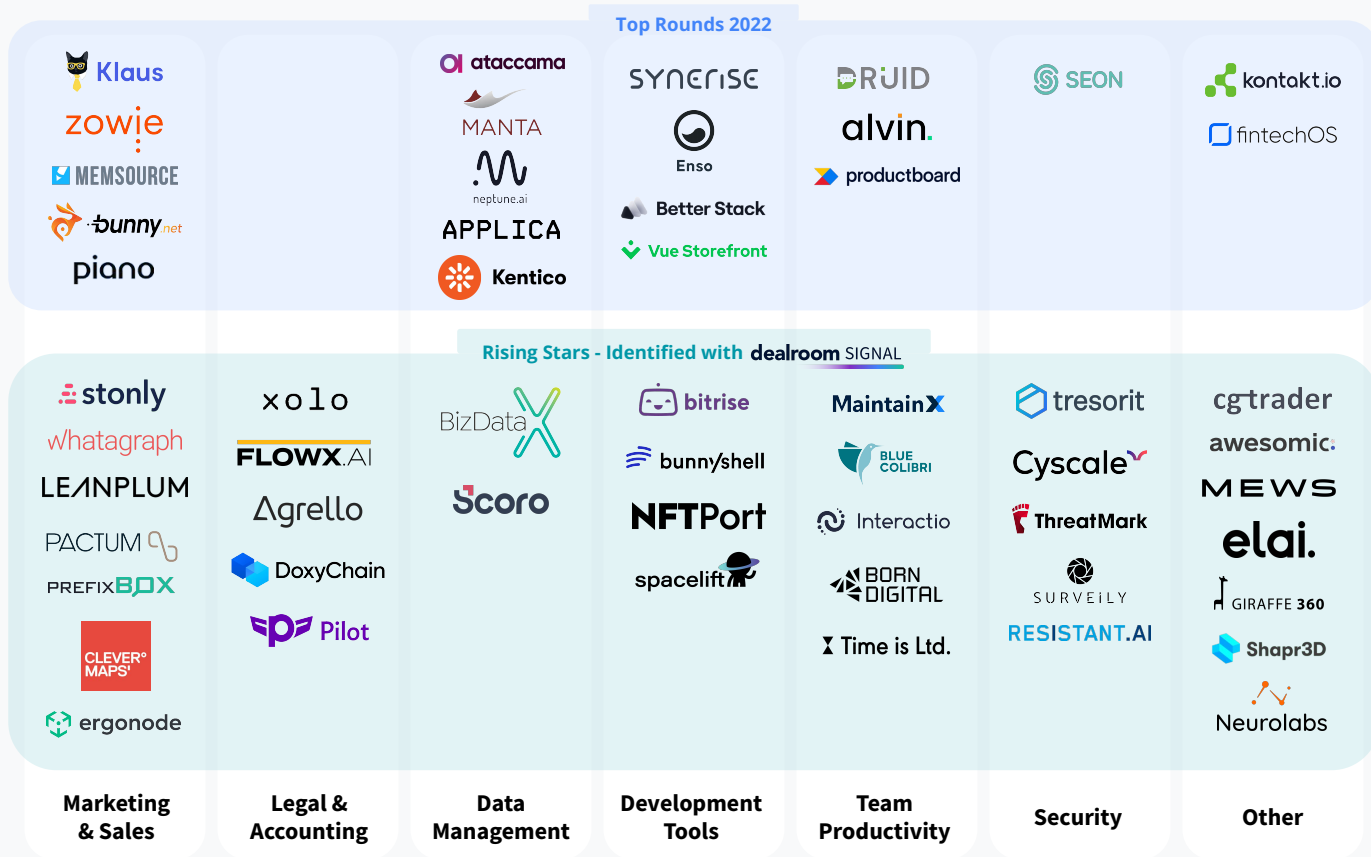 Top Rounds 2022
Klaus
zowie
MEMSOURCE
bunny.net
piano
ataccama
MANTA
neptune.ai
APPLICA
Kentico
SYNERISE
Enso
Better Stack
Vue Storefront
DRUID
alvin.
productboard
SEON
kontakt.io
fintechOS
Rising Stars - Identified with dealroom SIGNAL
stonly
whatagraph
LEANPLUM
PACTUM
PREFIXBOX
CLEVER°
MAPS'
ergonode
xolo
FLOWX.AI
Agrello
DoxyChain
Pilot
BizDataX
Scoro
bitrise
bunnyshell
NFTPort
spacelift
MaintainX
BLUE
COLIBRI
Interactio
BORN
DIGITAL
Time is Ltd.
tresorit
Cyscale
ThreatMark
SURVEILY
RESISTANT.AI
cgtrader
awesomic
MEWS
elai.
GIRAFFE 360
Shapr3D
Neurolabs
Marketing
& Sales
Legal &
Accounting
Data
Management
Development
Tools
Team
Productivity
Security
Other